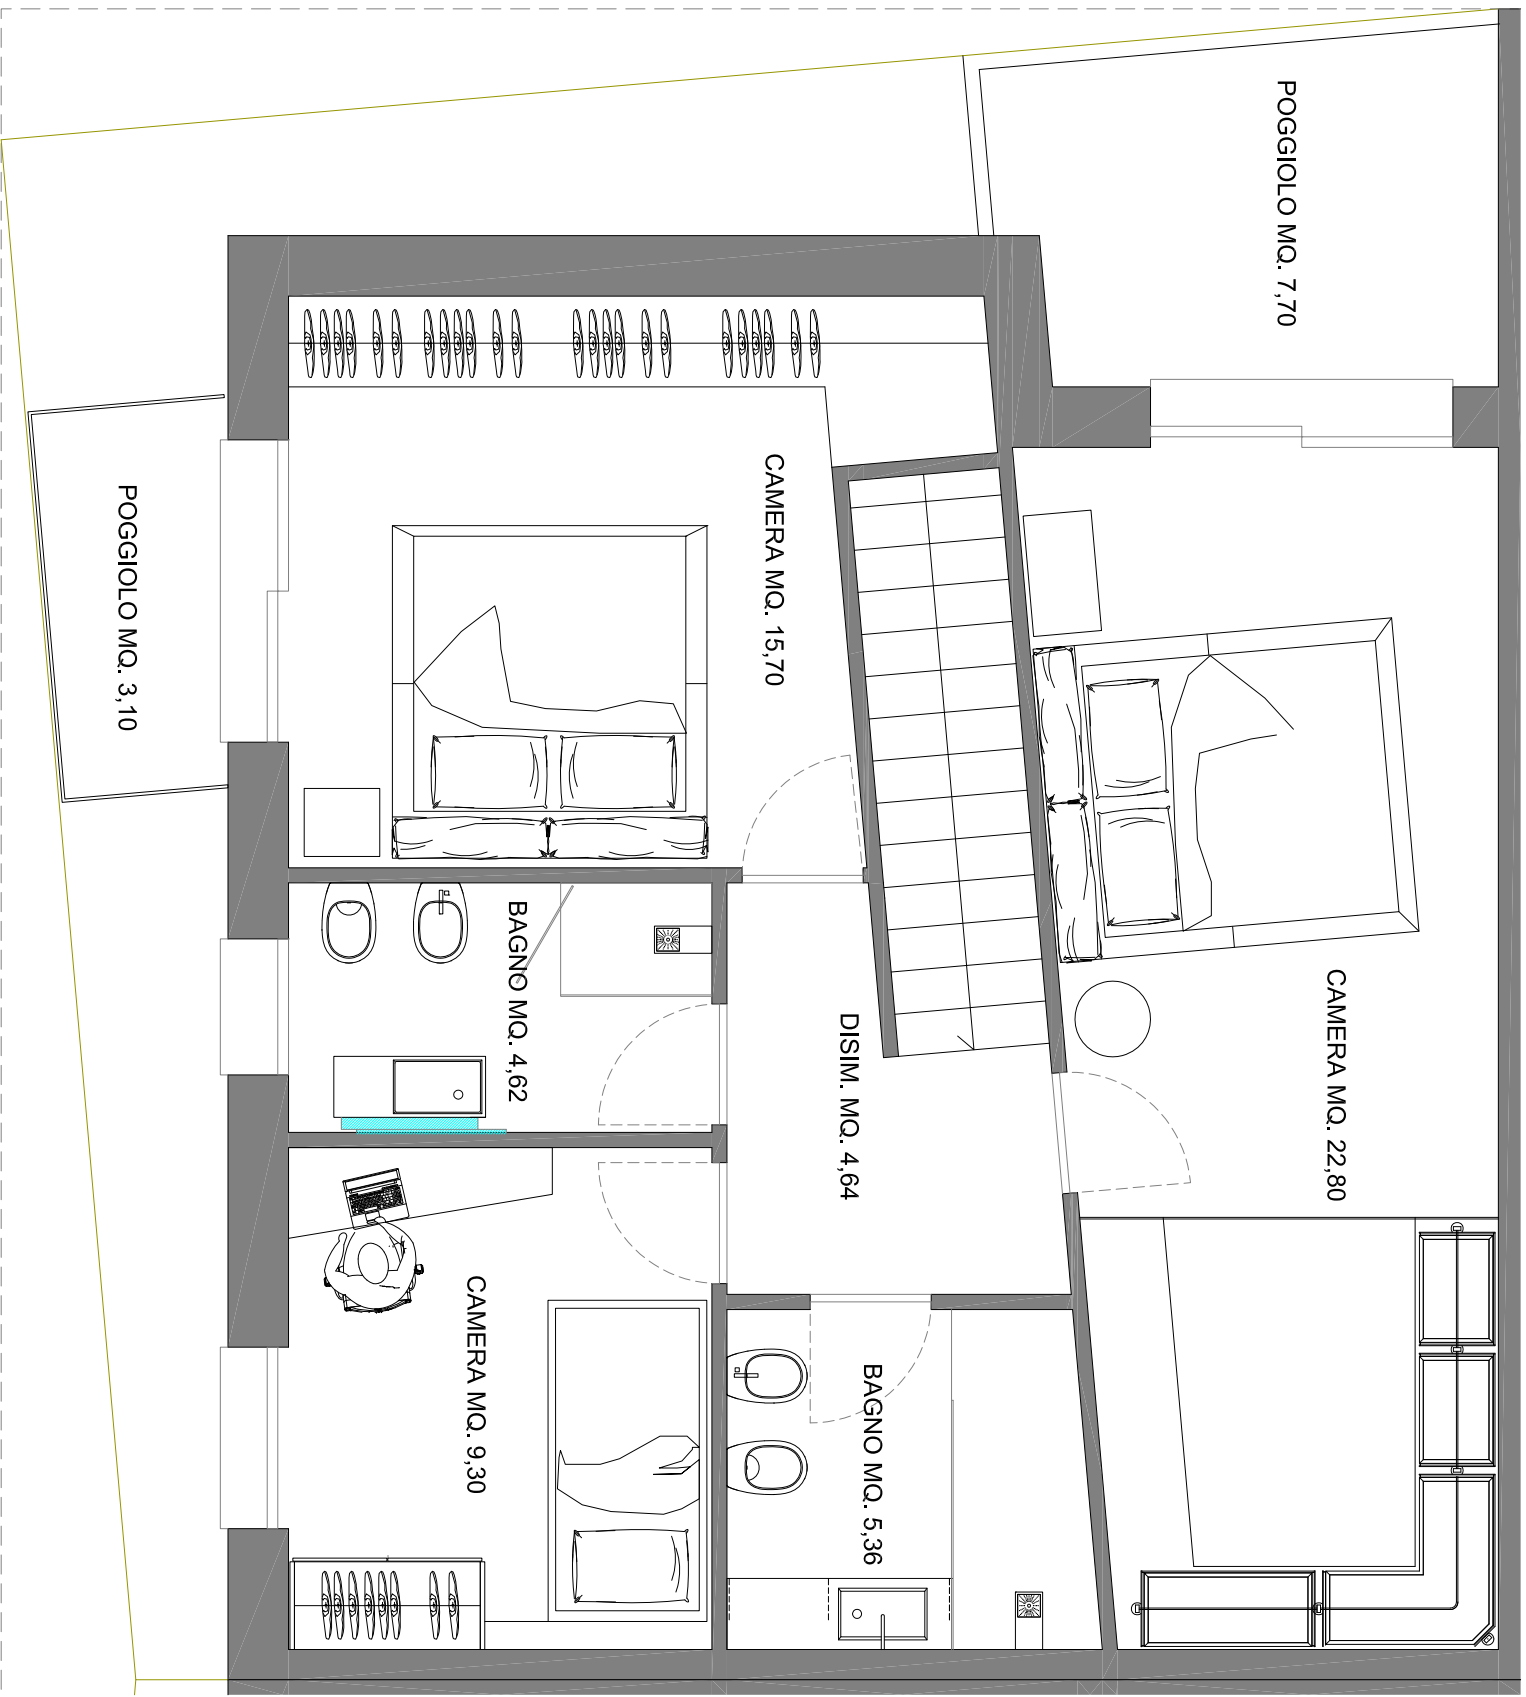 POGGIOLO MQ. 7,70
CAMERA MQ. 22,80
DISIM. MQ. 4,64
BAGNO MQ. 5,36
CAMERA MQ. 15,70
BAGNO MQ. 4,62
CAMERA MQ. 9,30
POGGIOLO MQ. 3,10